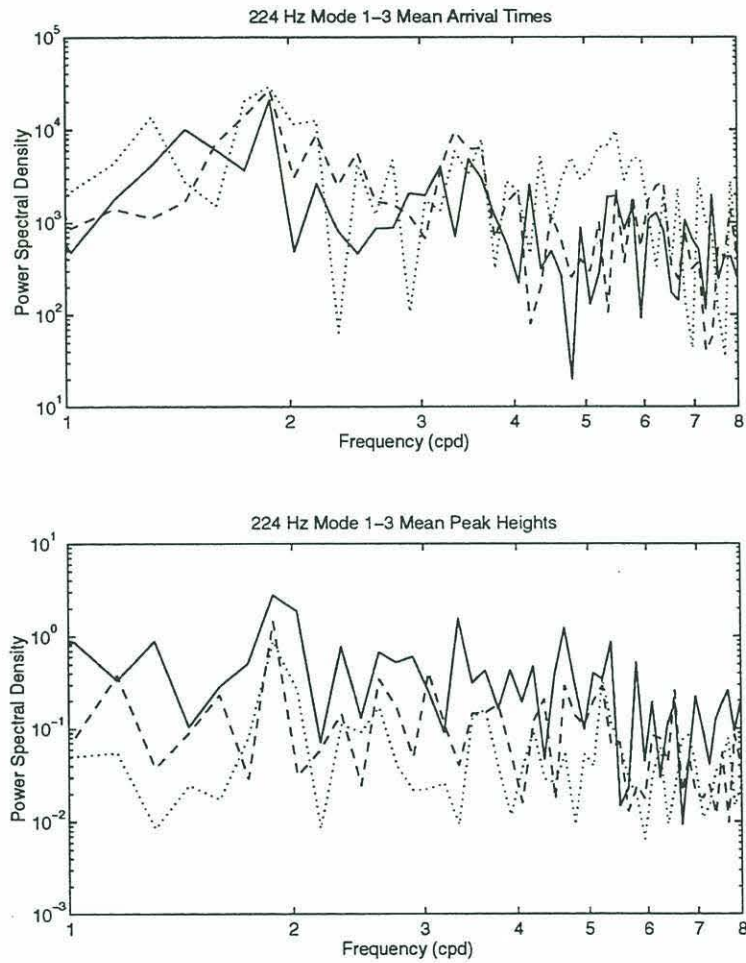 224 Hz Mode 1–3 Mean Arrival Times
10^5
10^4
10^3
10^2
10^1
Power Spectral Density
1 2 3 4 5 6 7 8
Frequency (cpd)
224 Hz Mode 1–3 Mean Peak Heights
10^1
10^0
10^-1
10^-2
10^-3
Power Spectral Density
1 2 3 4 5 6 7 8
Frequency (cpd)